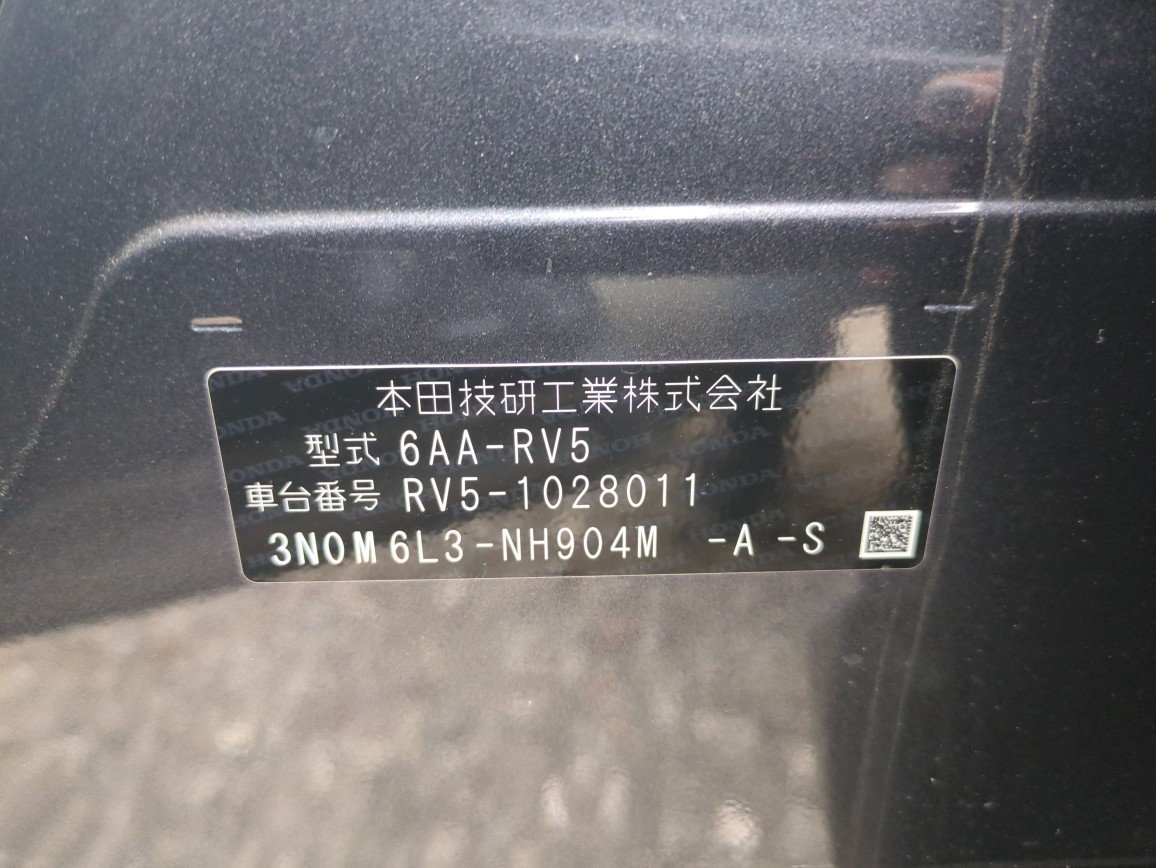 本田技研工業株式会社
型式 6AA-RV5
車台番号 RV5-1028011
3N0M6L3-NH904M -A -S